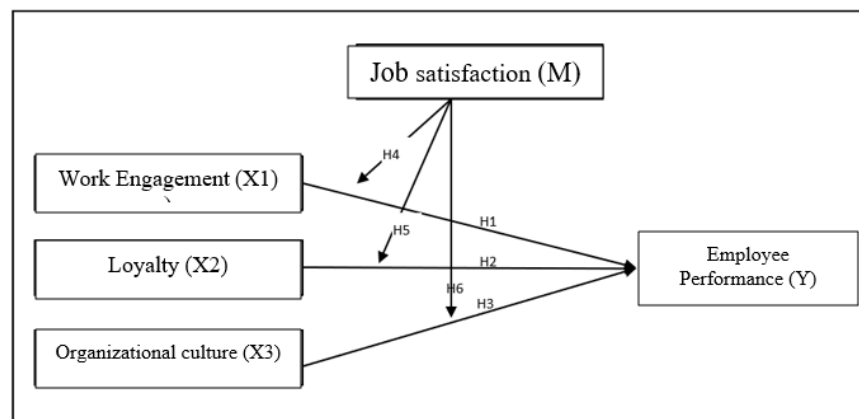 Job satisfaction (M)
H4
Work Engagement (X1)
H1
H5
Loyalty (X2)
H2
Employee
Performance (Y)
H6
H3
Organizational culture (X3)